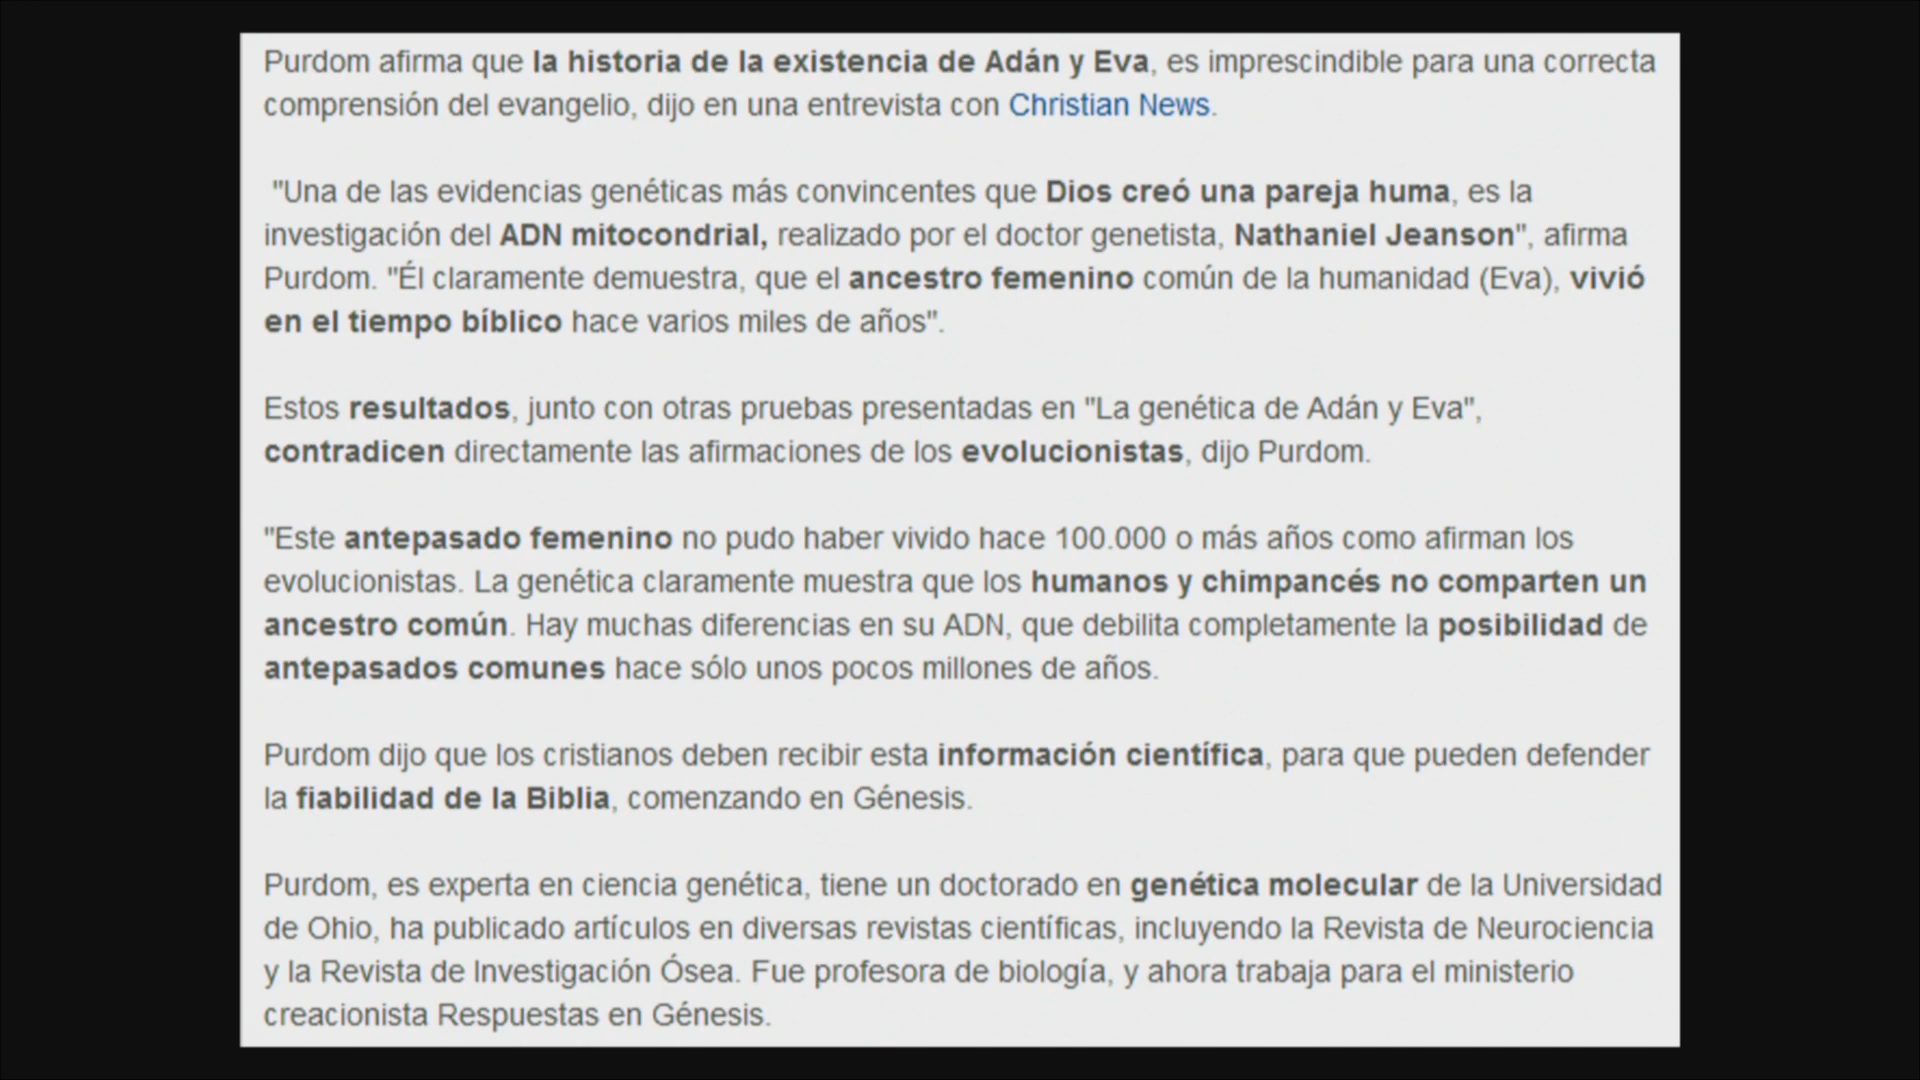 Purdom afirma que la historia de la existencia de Adán y Eva, es imprescindible para una correcta
comprensión del evangelio, dijo en una entrevista con Christian News.
"Una de las evidencias genéticas más convincentes que Dios creó una pareja huma, es la
investigación del ADN mitocondrial, realizado por el doctor genetista, Nathaniel Jeanson", afirma
Purdom. "Él claramente demuestra, que el ancestro femenino común de la humanidad (Eva), vivió
en el tiempo bíblico hace varios miles de años".
Estos resultados, junto con otras pruebas presentadas en "La genética de Adán y Eva",
contradicen directamente las afirmaciones de los evolucionistas, dijo Purdom.
"Este antepasado femenino no pudo haber vivido hace 100.000 o más años como afirman los
evolucionistas. La genética claramente muestra que los humanos y chimpancés no comparten un
ancestro común. Hay muchas diferencias en su ADN, que debilita completamente la posibilidad de
antepasados comunes hace sólo unos pocos millones de años.
Purdom dijo que los cristianos deben recibir esta información científica, para que pueden defender
la fiabilidad de la Biblia, comenzando en Génesis.
Purdom, es experta en ciencia genética, tiene un doctorado en genética molecular de la Universidad
de Ohio, ha publicado artículos en diversas revistas científicas, incluyendo la Revista de Neurociencia
y la Revista de Investigación Ósea. Fue profesora de biología, y ahora trabaja para el ministerio
creacionista Respuestas en Génesis.